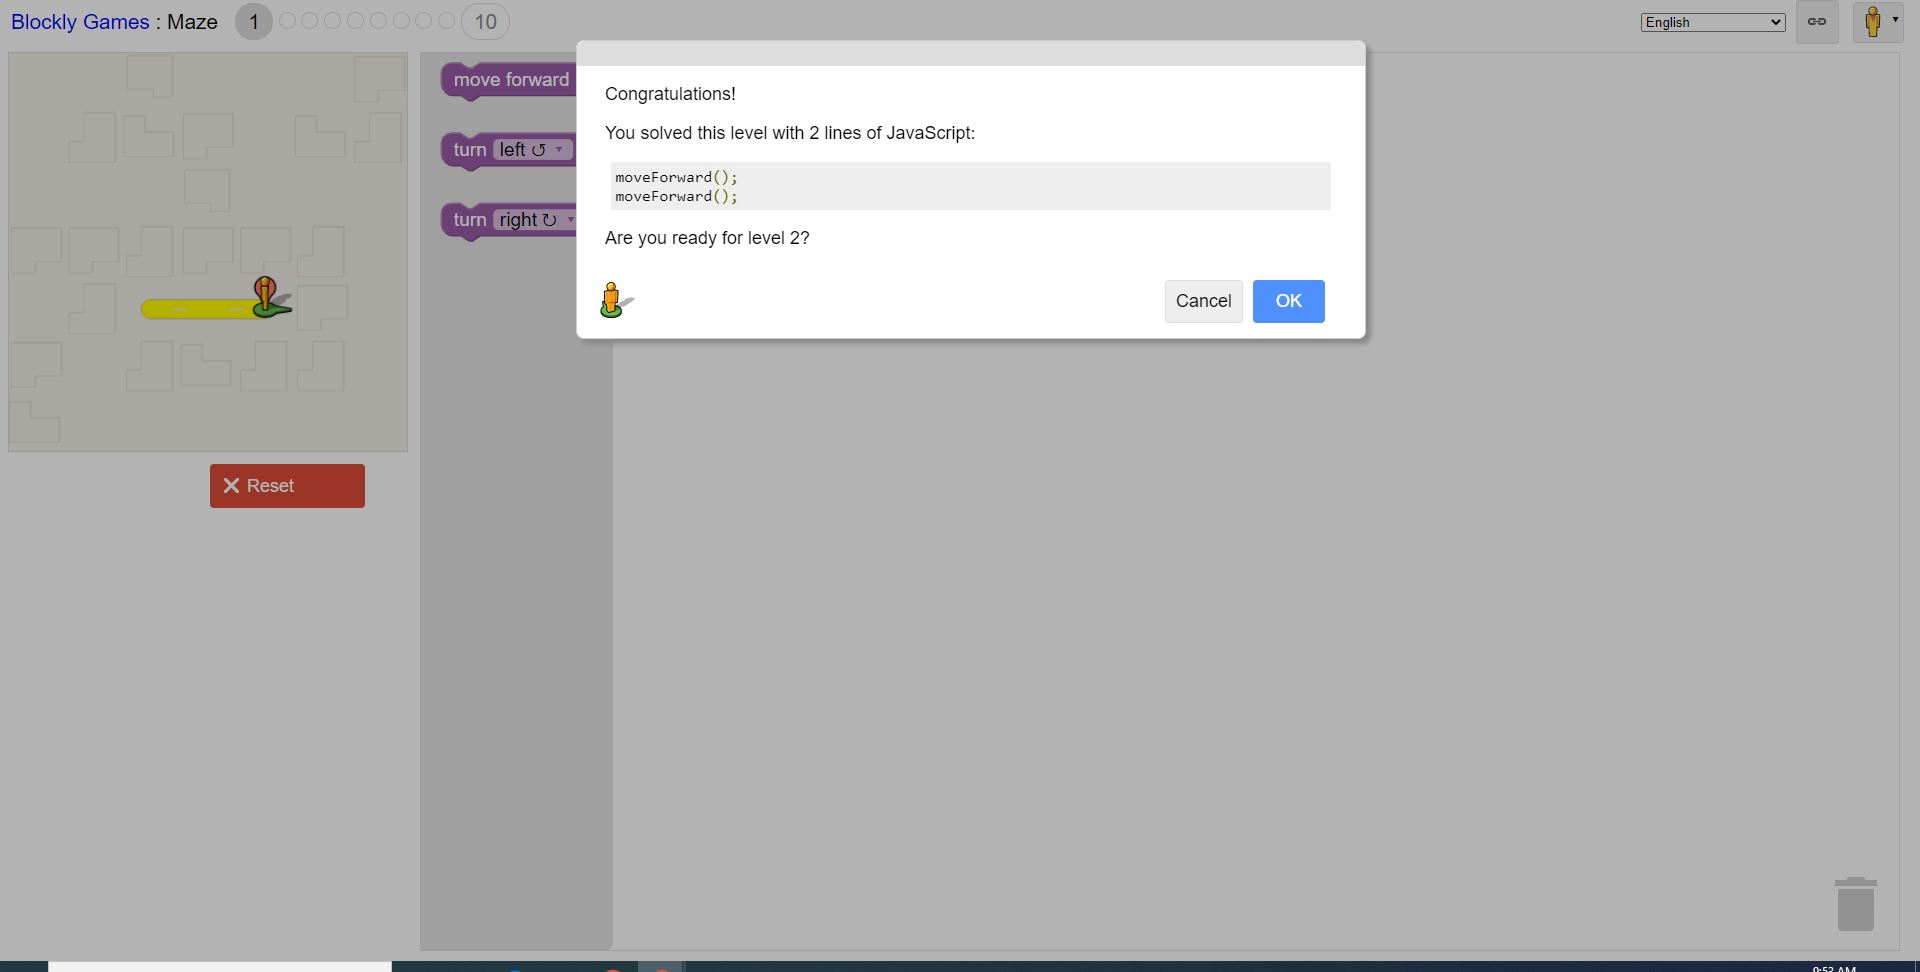 Blockly Games : Maze 1 10 English
move forward
turn left
turn right
Congratulations!
You solved this level with 2 lines of JavaScript:
moveForward();
moveForward();
Are you ready for level 2?
Cancel OK
Reset